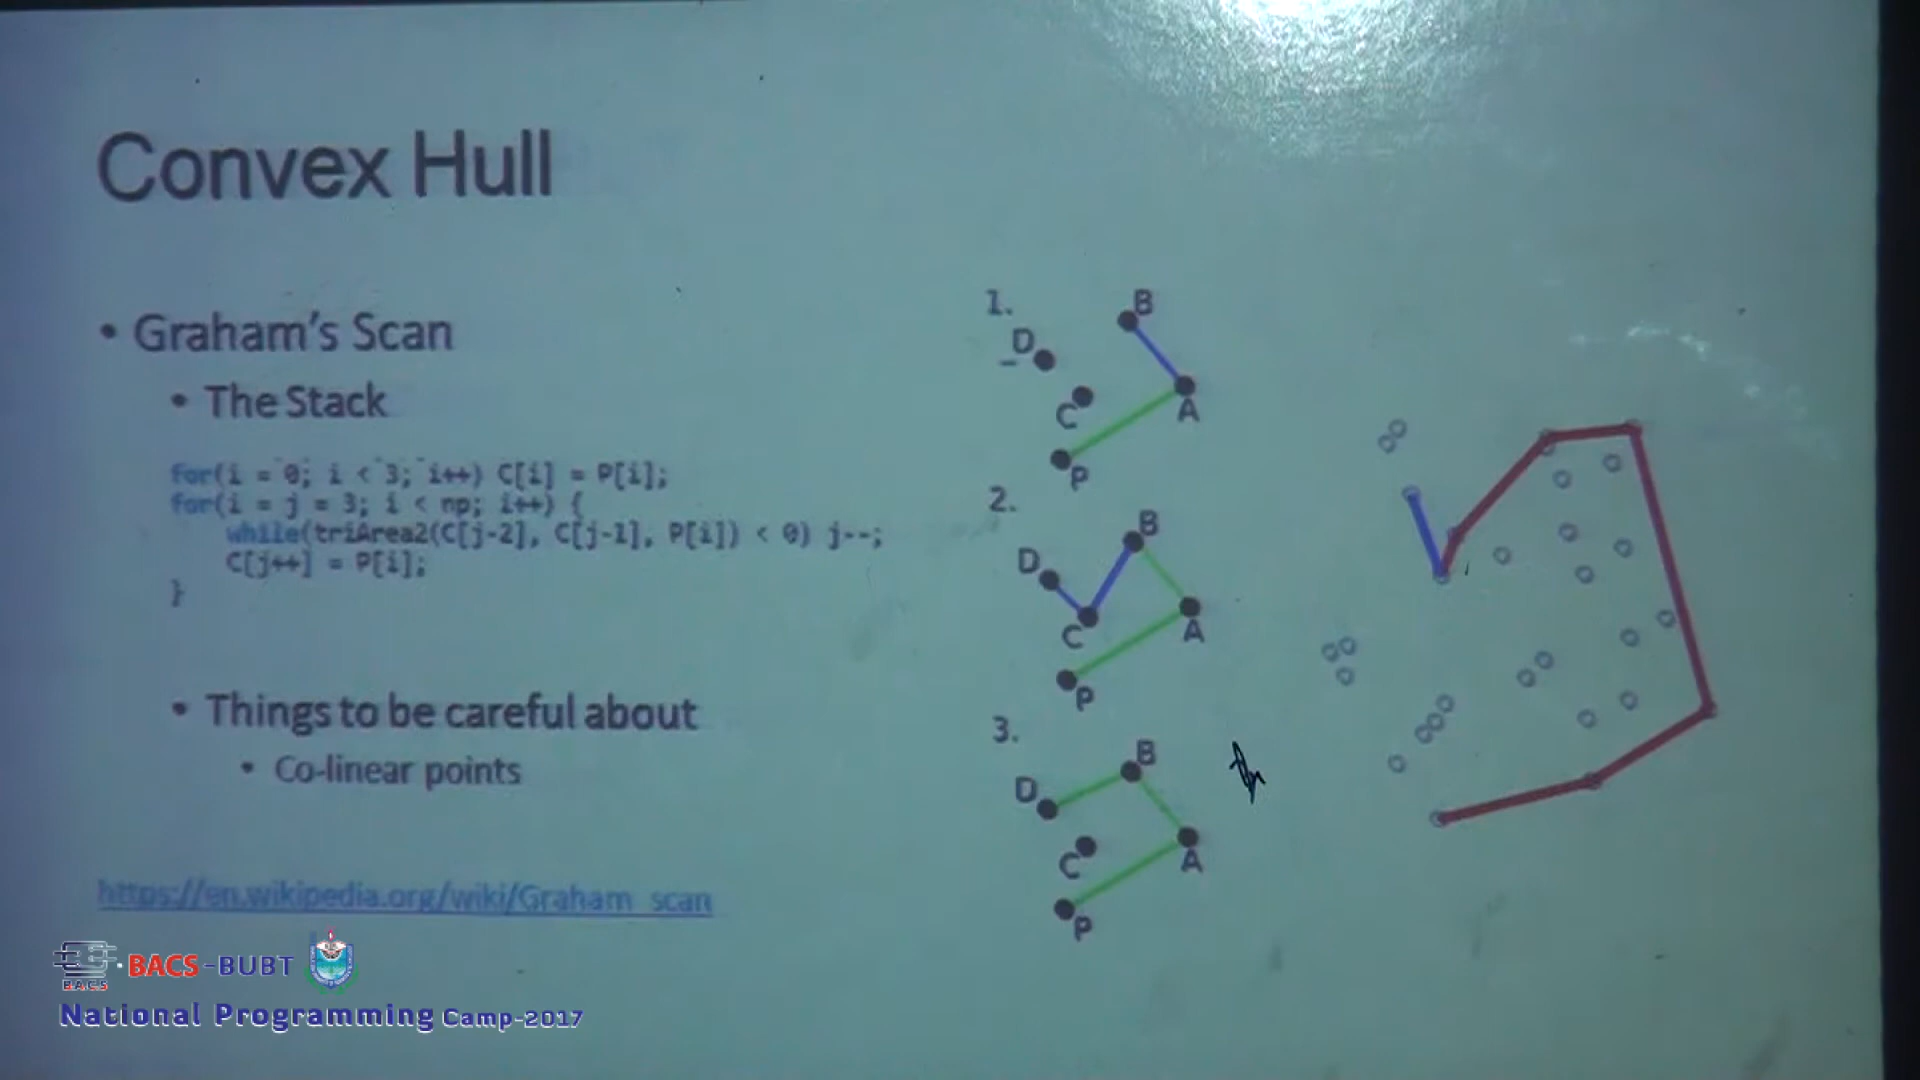 Convex Hull
• Graham's Scan
• The Stack
for(i = 0; i < 3; i++) C[i] = P[i];
for(i = j = 3; i < np; i++) {
while(triArea2(C[j-2], C[j-1], P[i]) < 0) j--;
C[j++] = P[i];
}
• Things to be careful about
• Co-linear points
https://en.wikipedia.org/wiki/Graham_scan
1.
B
D
C
A
P
2.
B
D
C
A
P
3.
B
D
C
A
P
B.A.C.S
BACS-BUBT
National Programming Camp-2017